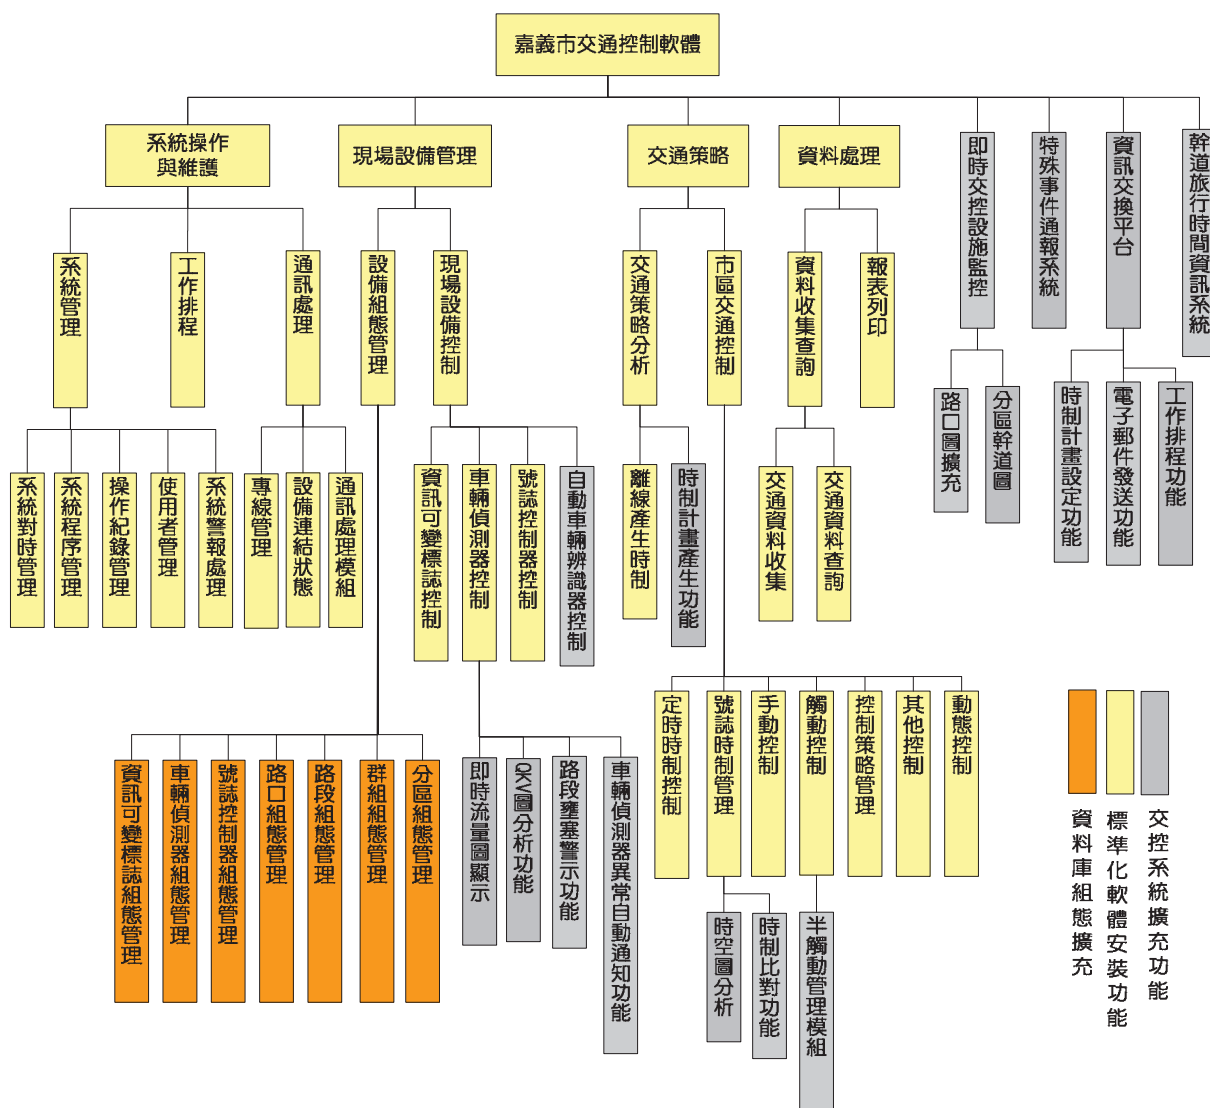 嘉義市交通控制軟體
系統操作
與維護
現場設備管理
交通策略
資料處理
即時交控設施監控
特殊事件通報系統
資訊交換平台
幹道旅行時間資訊系統
系統管理
工作排程
通訊處理
設備組態管理
現場設備控制
交通策略分析
市區交通控制
資料收集查詢
報表列印
路口圖擴充
分區幹道圖
時制計畫設定功能
電子郵件發送功能
工作排程功能
系統對時管理
系統程序管理
操作紀錄管理
使用者管理
系統警報處理
專線管理
設備連結狀態
通訊處理模組
資訊可變標誌控制
車輛偵測器控制
號誌控制器控制
自動車輛辨識器控制
離線產生時制
時制計畫產生功能
交通資料收集
交通資料查詢
定時時制控制
號誌時制管理
手動控制
觸動控制
控制策略管理
其他控制
動態控制
資訊可變標誌組態管理
車輛偵測器組態管理
號誌控制器組態管理
路口組態管理
路段組態管理
群組組態管理
分區組態管理
即時流量圖顯示
QKV圖分析功能
路段壅塞警示功能
車輛偵測器異常自動通知功能
時空圖分析
時制比對功能
半觸動管理模組
資料庫組態擴充
標準化軟體安裝功能
交控系統擴充功能